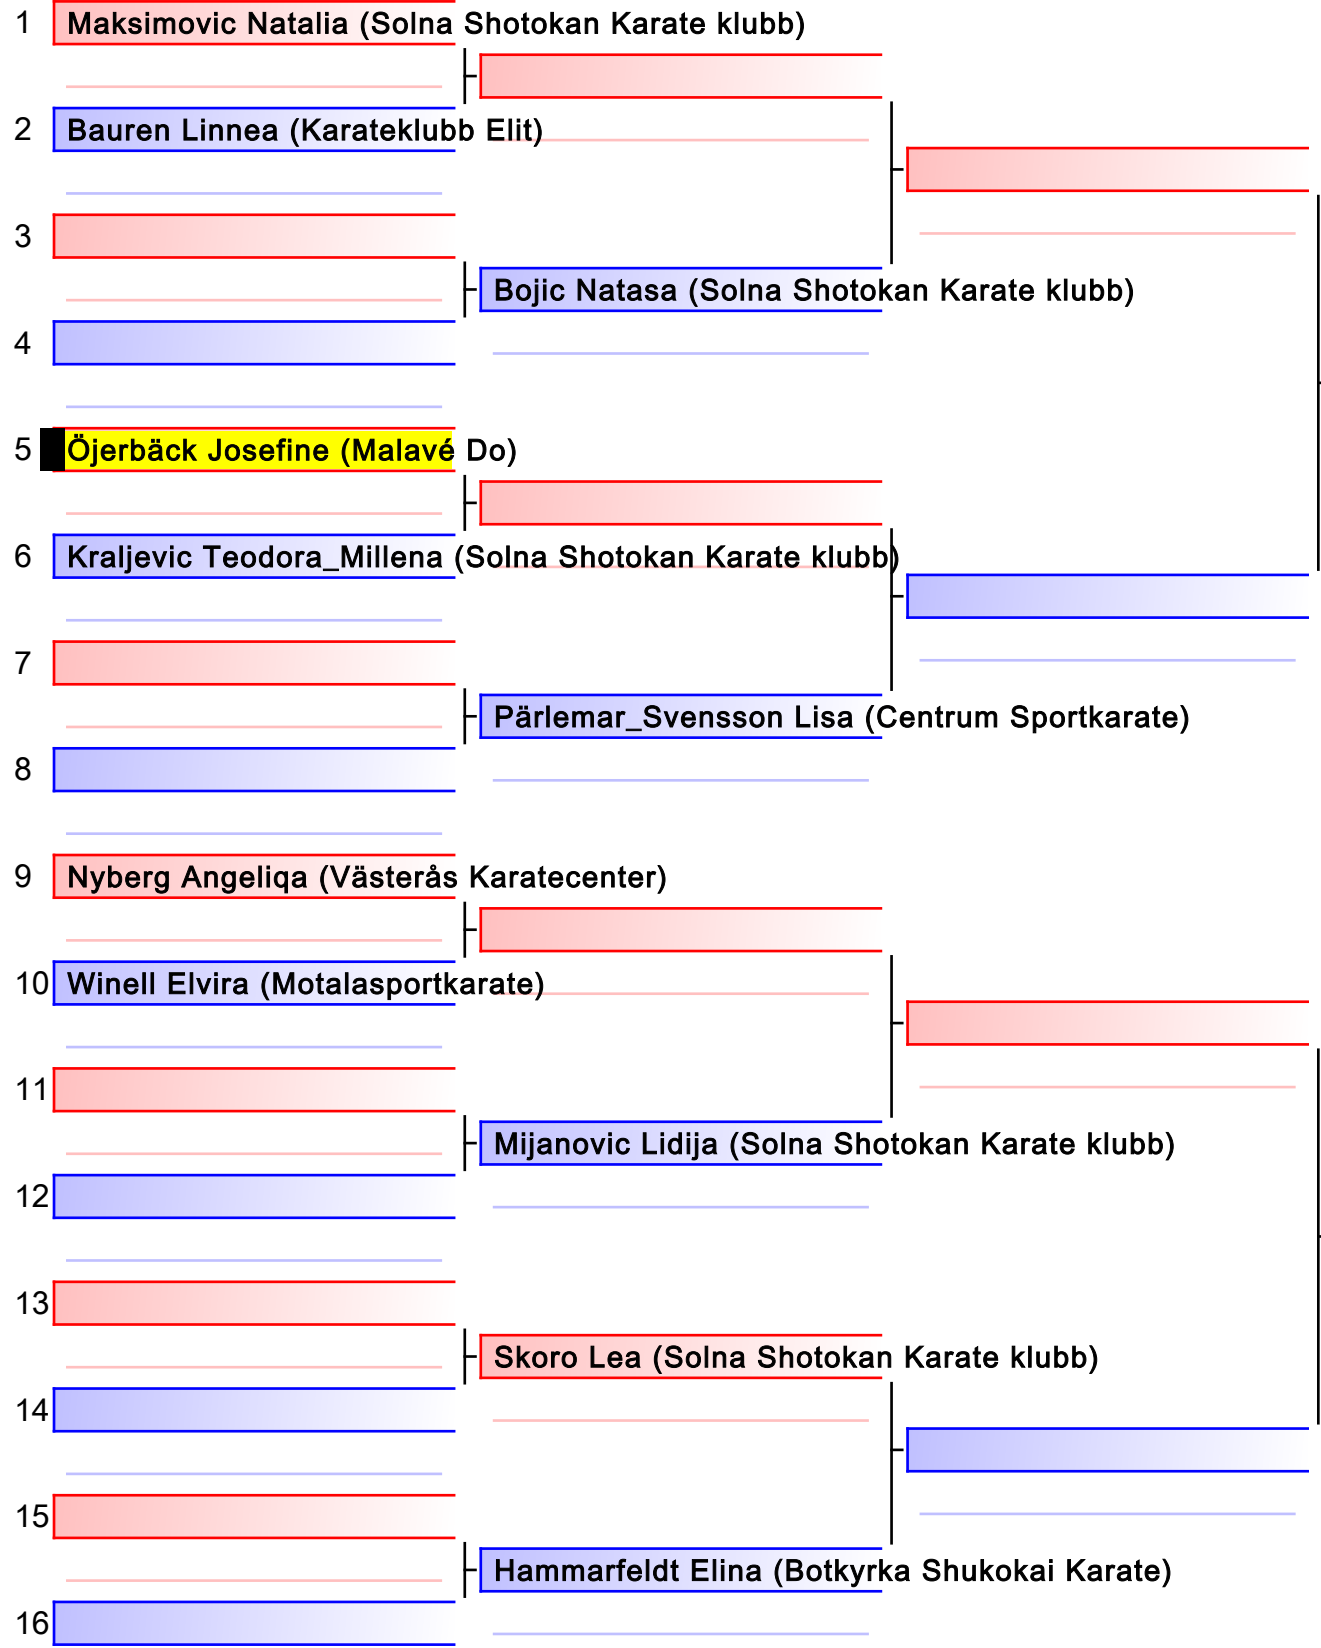 1 Maksimovic Natalia (Solna Shotokan Karate klubb)
2 Bauren Linnea (Karateklubb Elit)
3
Bojic Natasa (Solna Shotokan Karate klubb)
4
5 Öjerbäck Josefine (Malavé Do)
6 Kraljevic Teodora_Millena (Solna Shotokan Karate klubb)
7
Pärlemar_Svensson Lisa (Centrum Sportkarate)
8
9 Nyberg Angeliqa (Västerås Karatecenter)
10 Winell Elvira (Motalasportkarate)
11
Mijanovic Lidija (Solna Shotokan Karate klubb)
12
13
Skoro Lea (Solna Shotokan Karate klubb)
14
15
Hammarfeldt Elina (Botkyrka Shukokai Karate)
16